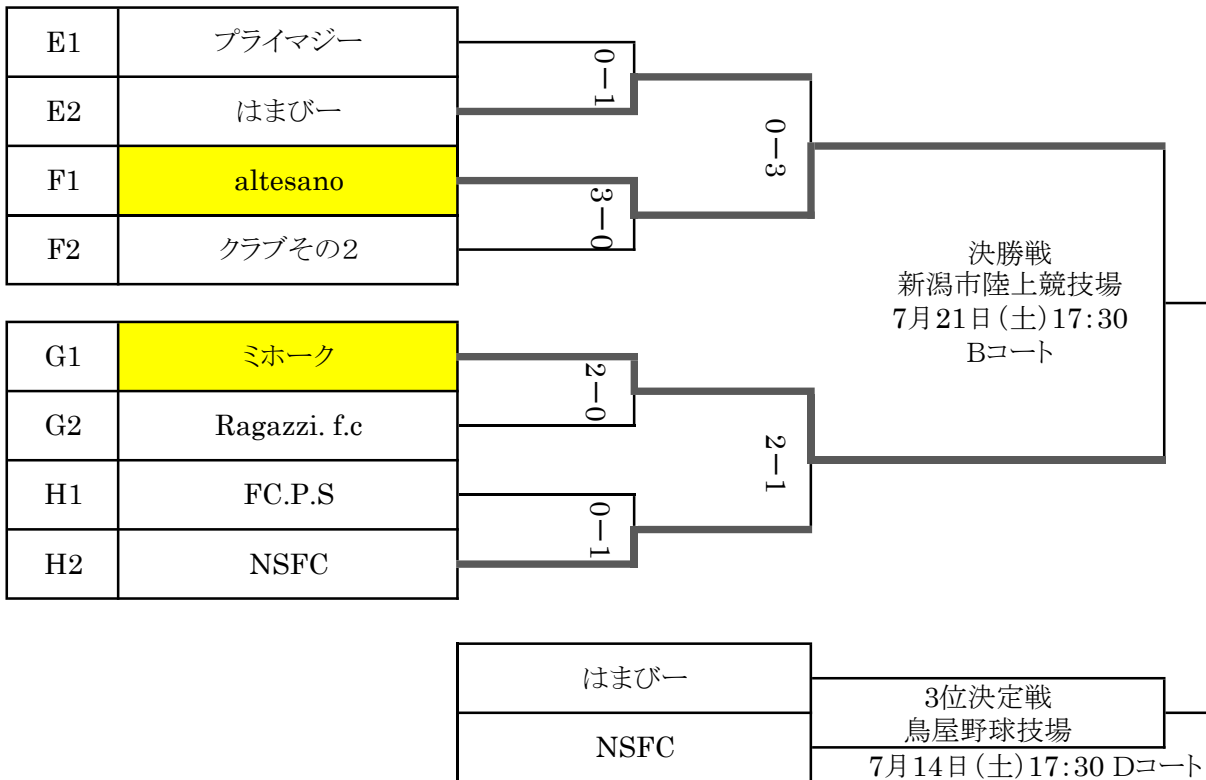 E1 プライマジー
0－1
E2 はまびー
0－3
F1 altesano
3－0
F2 クラブその２
決勝戦
新潟市陸上競技場
7月21日（土）17：30
Bコート
G1 ミホーク
2－0
G2 Ragazzi. f.c
2－1
H1 FC.P.S
0－1
H2 NSFC
はまびー
NSFC
3位決定戦
鳥屋野球技場
7月14日（土）17：30 Dコート